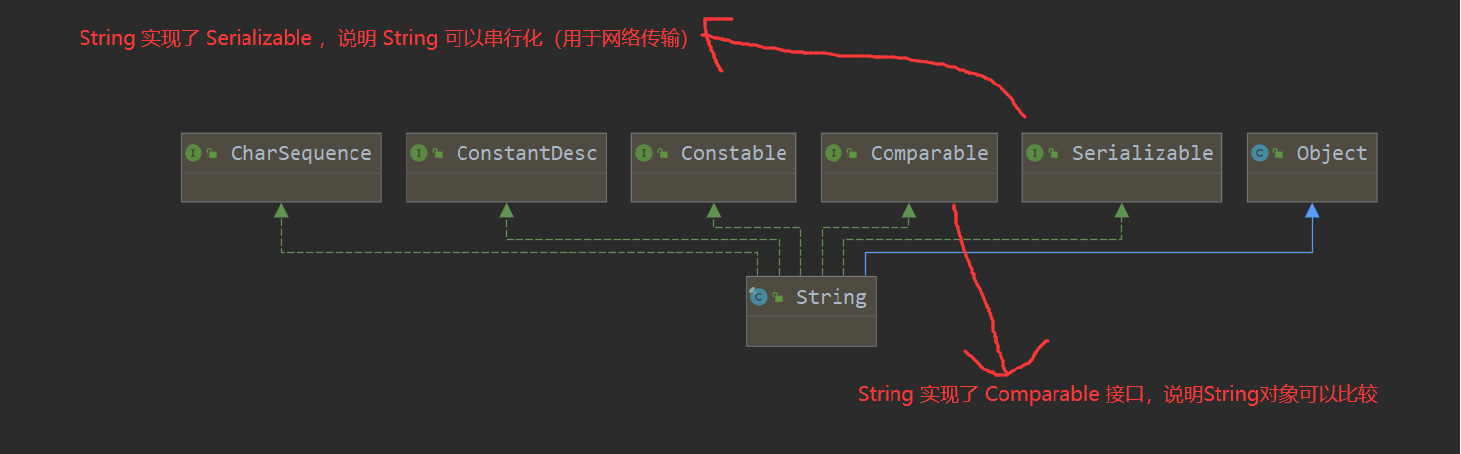 String 实现了 Serializable ，说明 String 可以串行化（用于网络传输）
CharSequence
ConstantDesc
Constable
Comparable
Serializable
Object
String
String 实现了 Comparable 接口，说明String对象可以比较